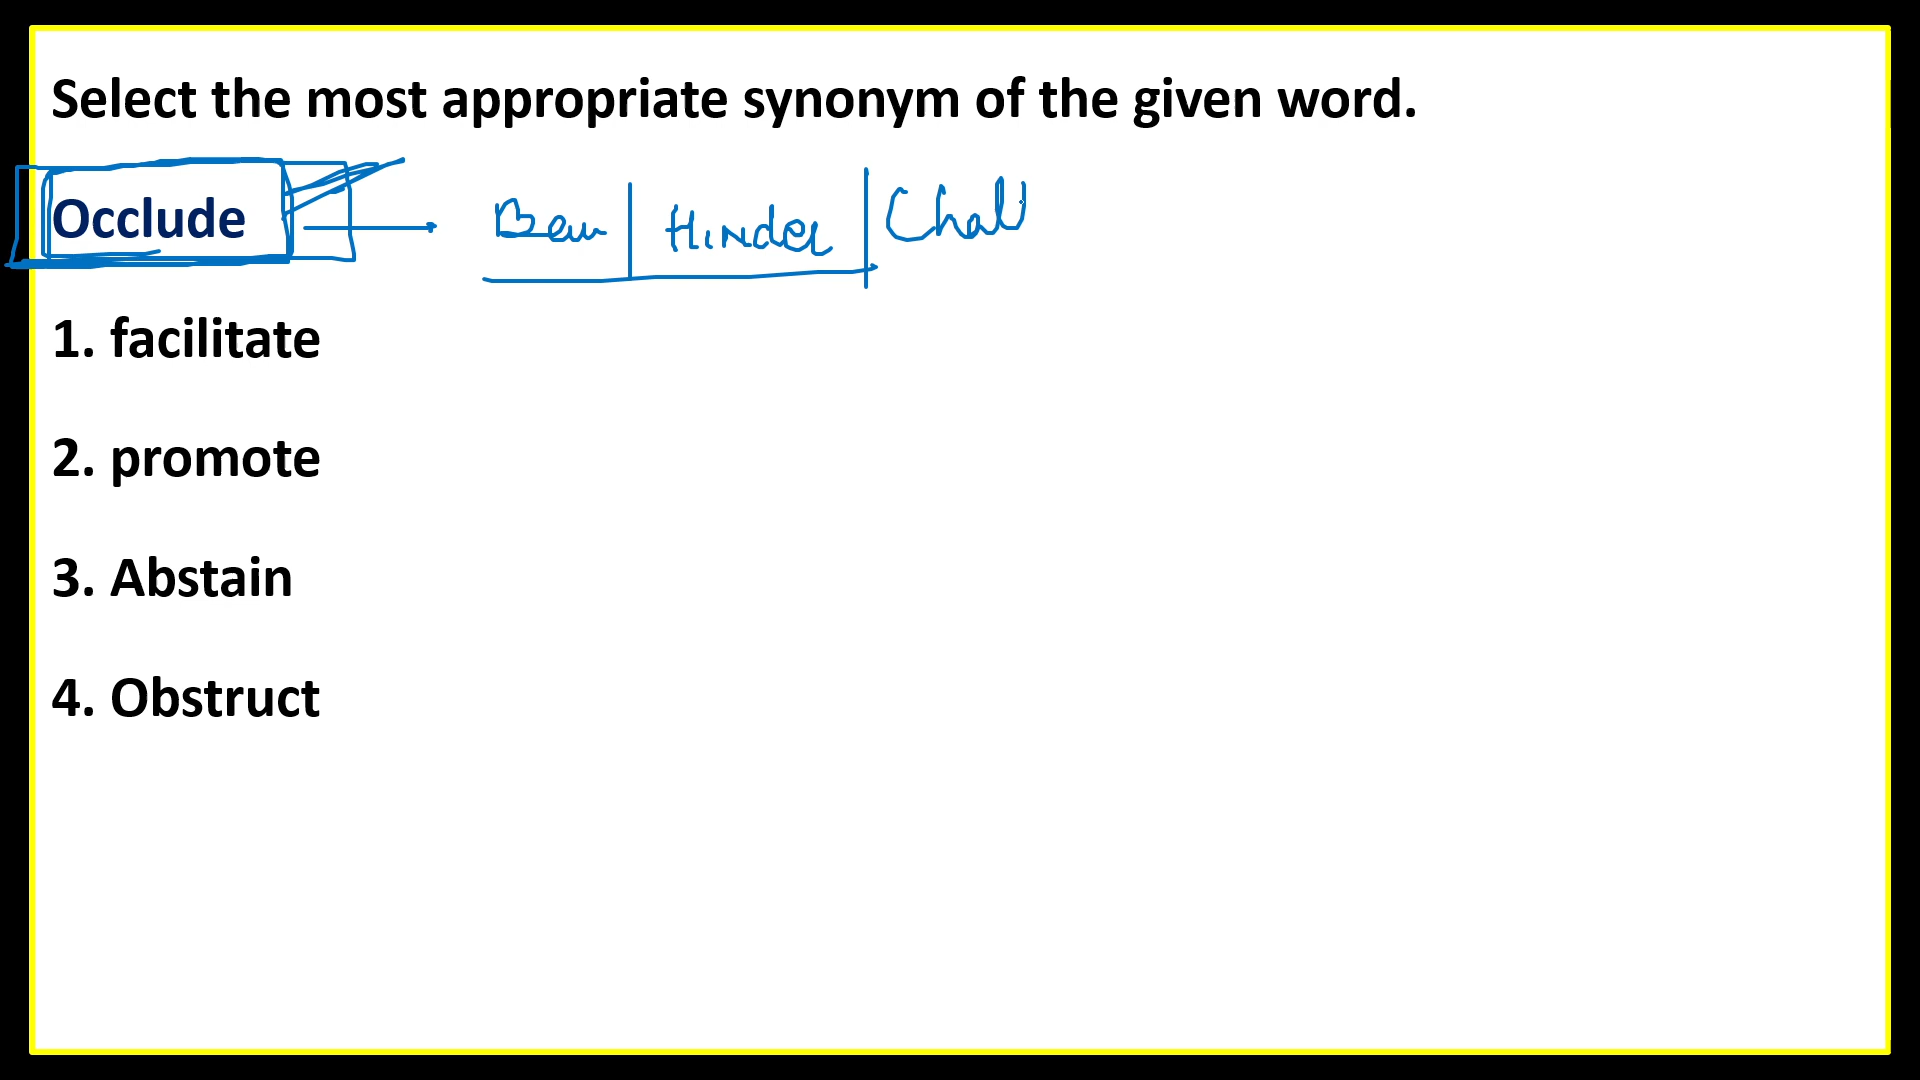 Select the most appropriate synonym of the given word.
Occlude Hinder
1. facilitate
2. promote
3. Abstain
4. Obstruct